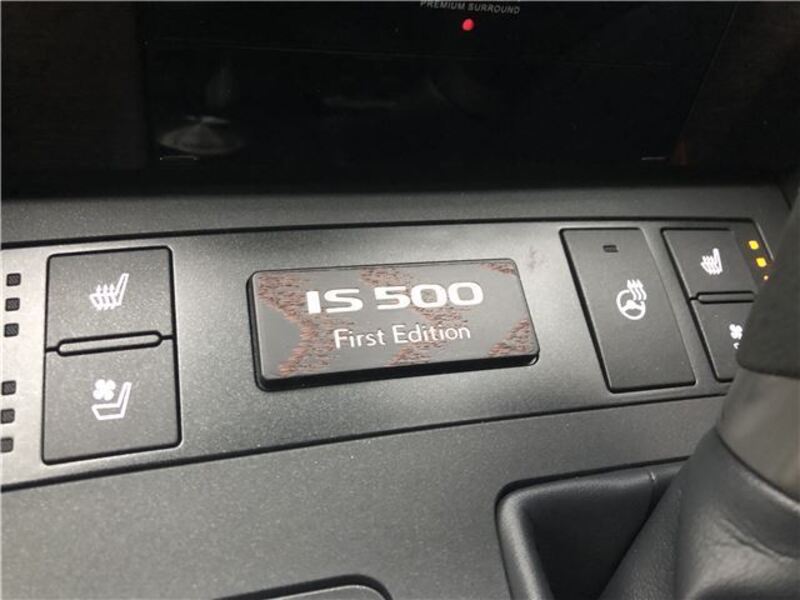 PREMIUM SURROUND
IS 500
First Edition